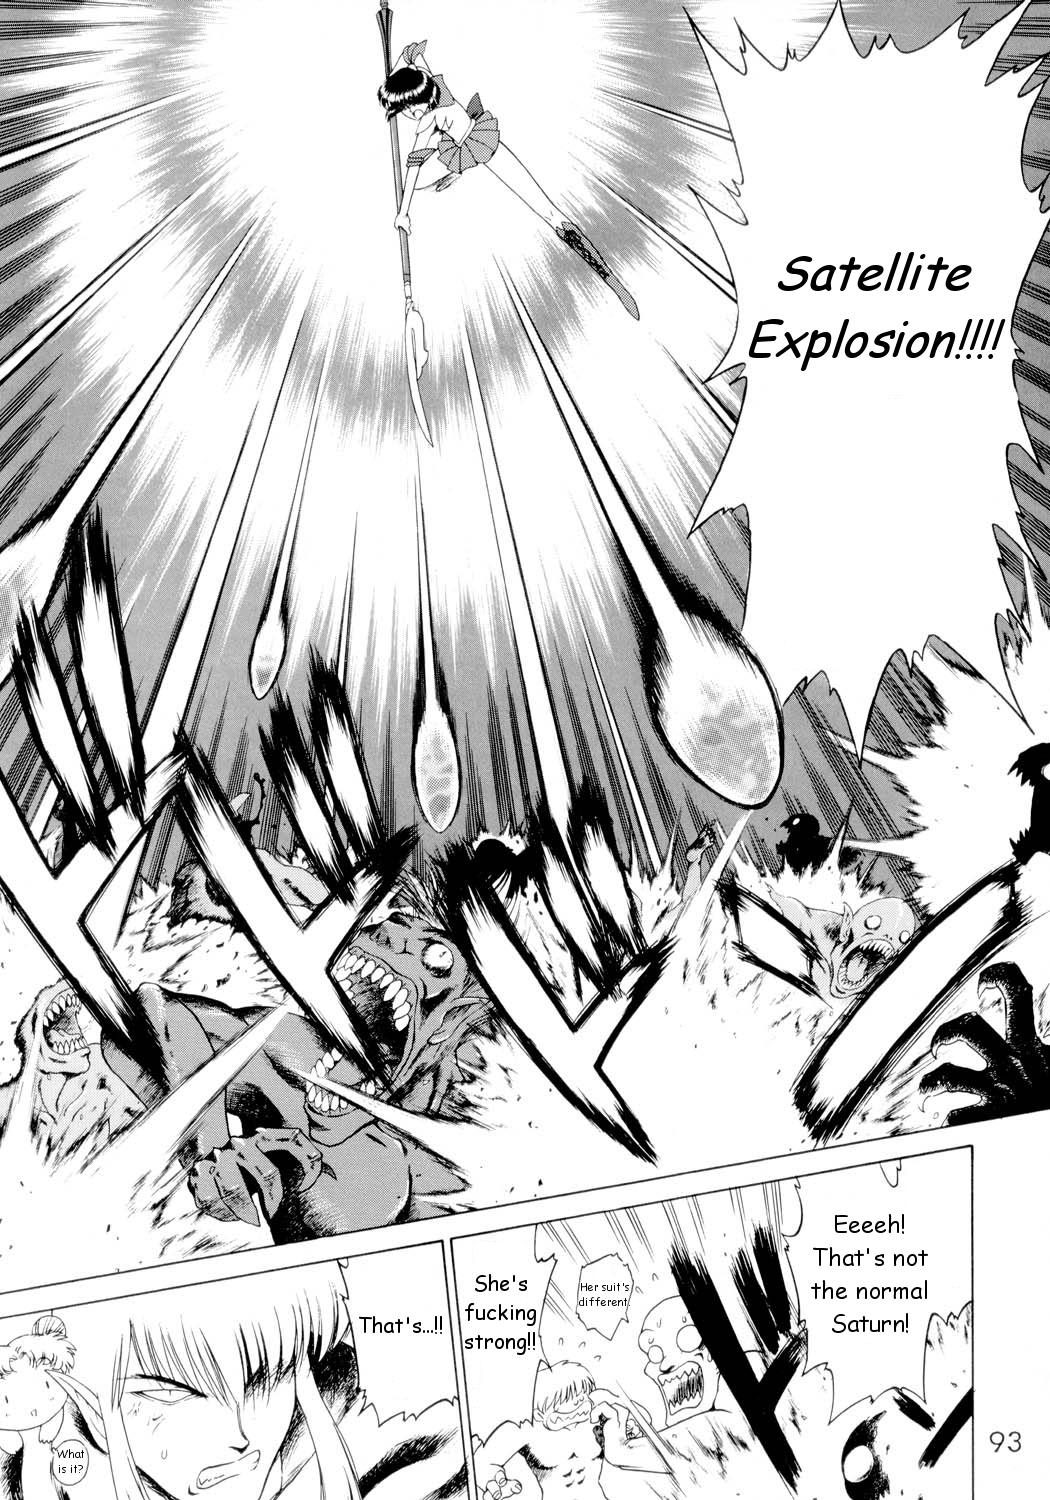 Satellite
Explosion!!!!
Eeeeh!
That's not
the normal
Saturn!
Her suit's
different.
She's
fucking
strong!!
That's...!!
What
is it?
93